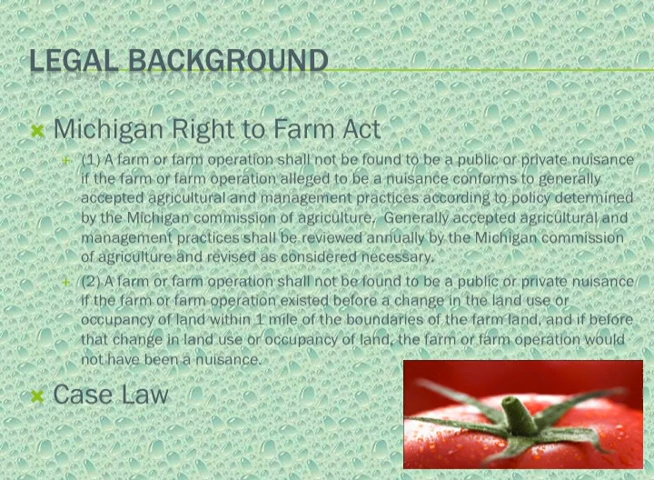 LEGAL BACKGROUND
Michigan Right to Farm Act
(1) A farm or farm operation shall not be found to be a public or private nuisance
if the farm or farm operation alleged to be a nuisance conforms to generally
accepted agricultural and management practices according to policy determined
by the Michigan commission of agriculture. Generally accepted agricultural and
management practices shall be reviewed annually by the Michigan commission
of agriculture and revised as considered necessary.
(2) A farm or farm operation shall not be found to be a public or private nuisance
if the farm or farm operation existed before a change in the land use or
occupancy of land within 1 mile of the boundaries of the farm land, and if before
that change in land use or occupancy of land, the farm or farm operation would
not have been a nuisance.
Case Law